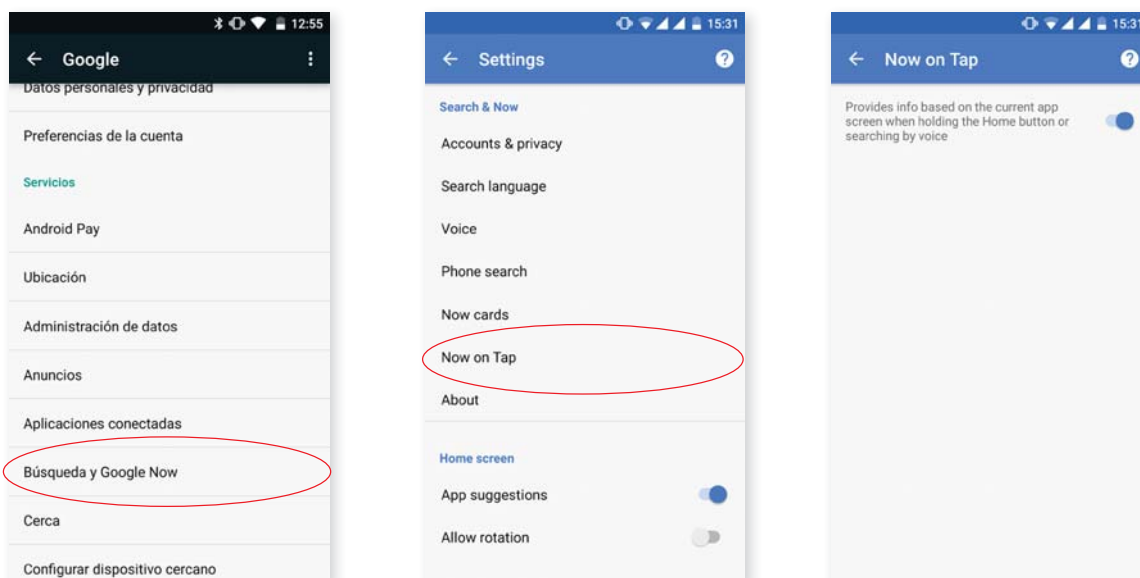 12:55
Google
Datos personales y privacidad
Preferencias de la cuenta
Servicios
Android Pay
Ubicación
Administración de datos
Anuncios
Aplicaciones conectadas
Búsqueda y Google Now
Cerca
Configurar dispositivo cercano
15:31
Settings
?
Search & Now
Accounts & privacy
Search language
Voice
Phone search
Now cards
Now on Tap
About
Home screen
App suggestions
Allow rotation
15:31
Now on Tap
?
Provides info based on the current app
screen when holding the Home button or
searching by voice